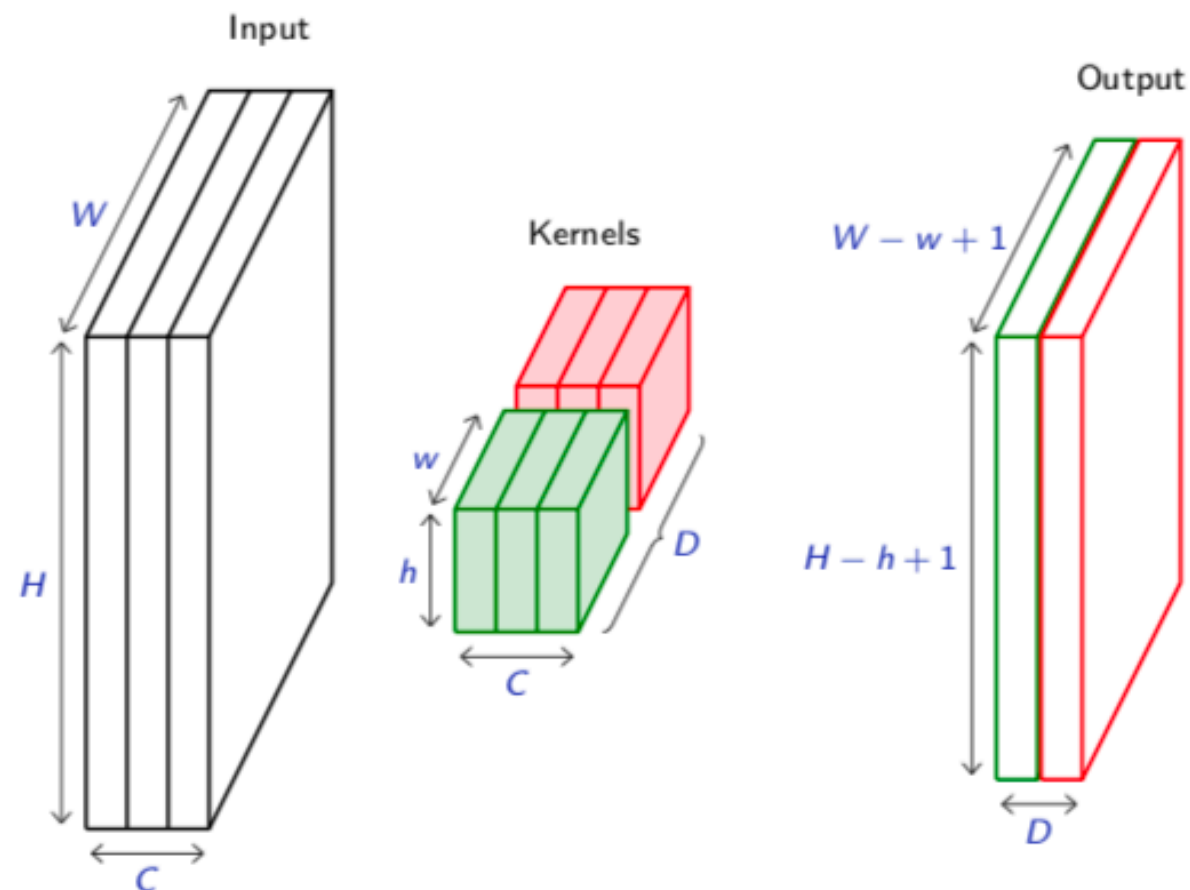 Input
W
H
C
Kernels
w
h
C
D
Output
W − w + 1
H − h + 1
D